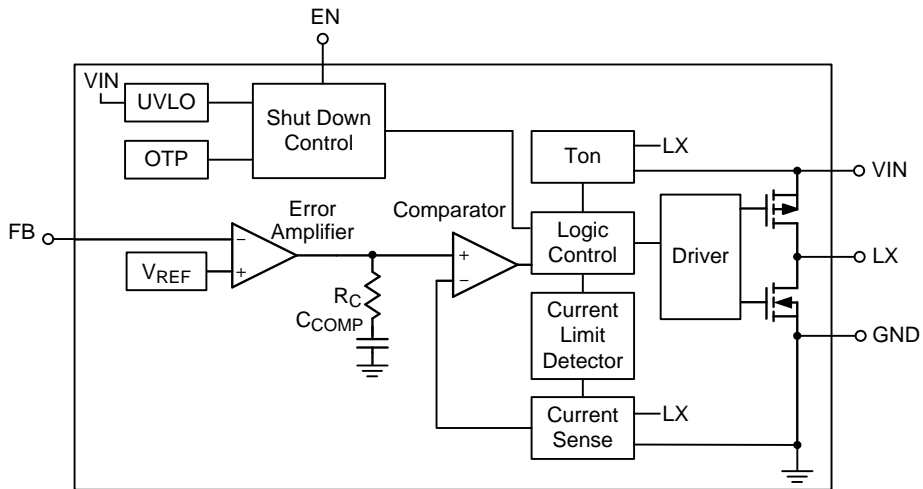 EN
VIN
UVLO
OTP
Shut Down
Control
Ton
LX
VIN
Error
Amplifier
Comparator
FB
−
+
VREF
+
−
Logic
Control
Driver
LX
RC
CCOMP
Current
Limit
Detector
GND
Current
Sense
LX